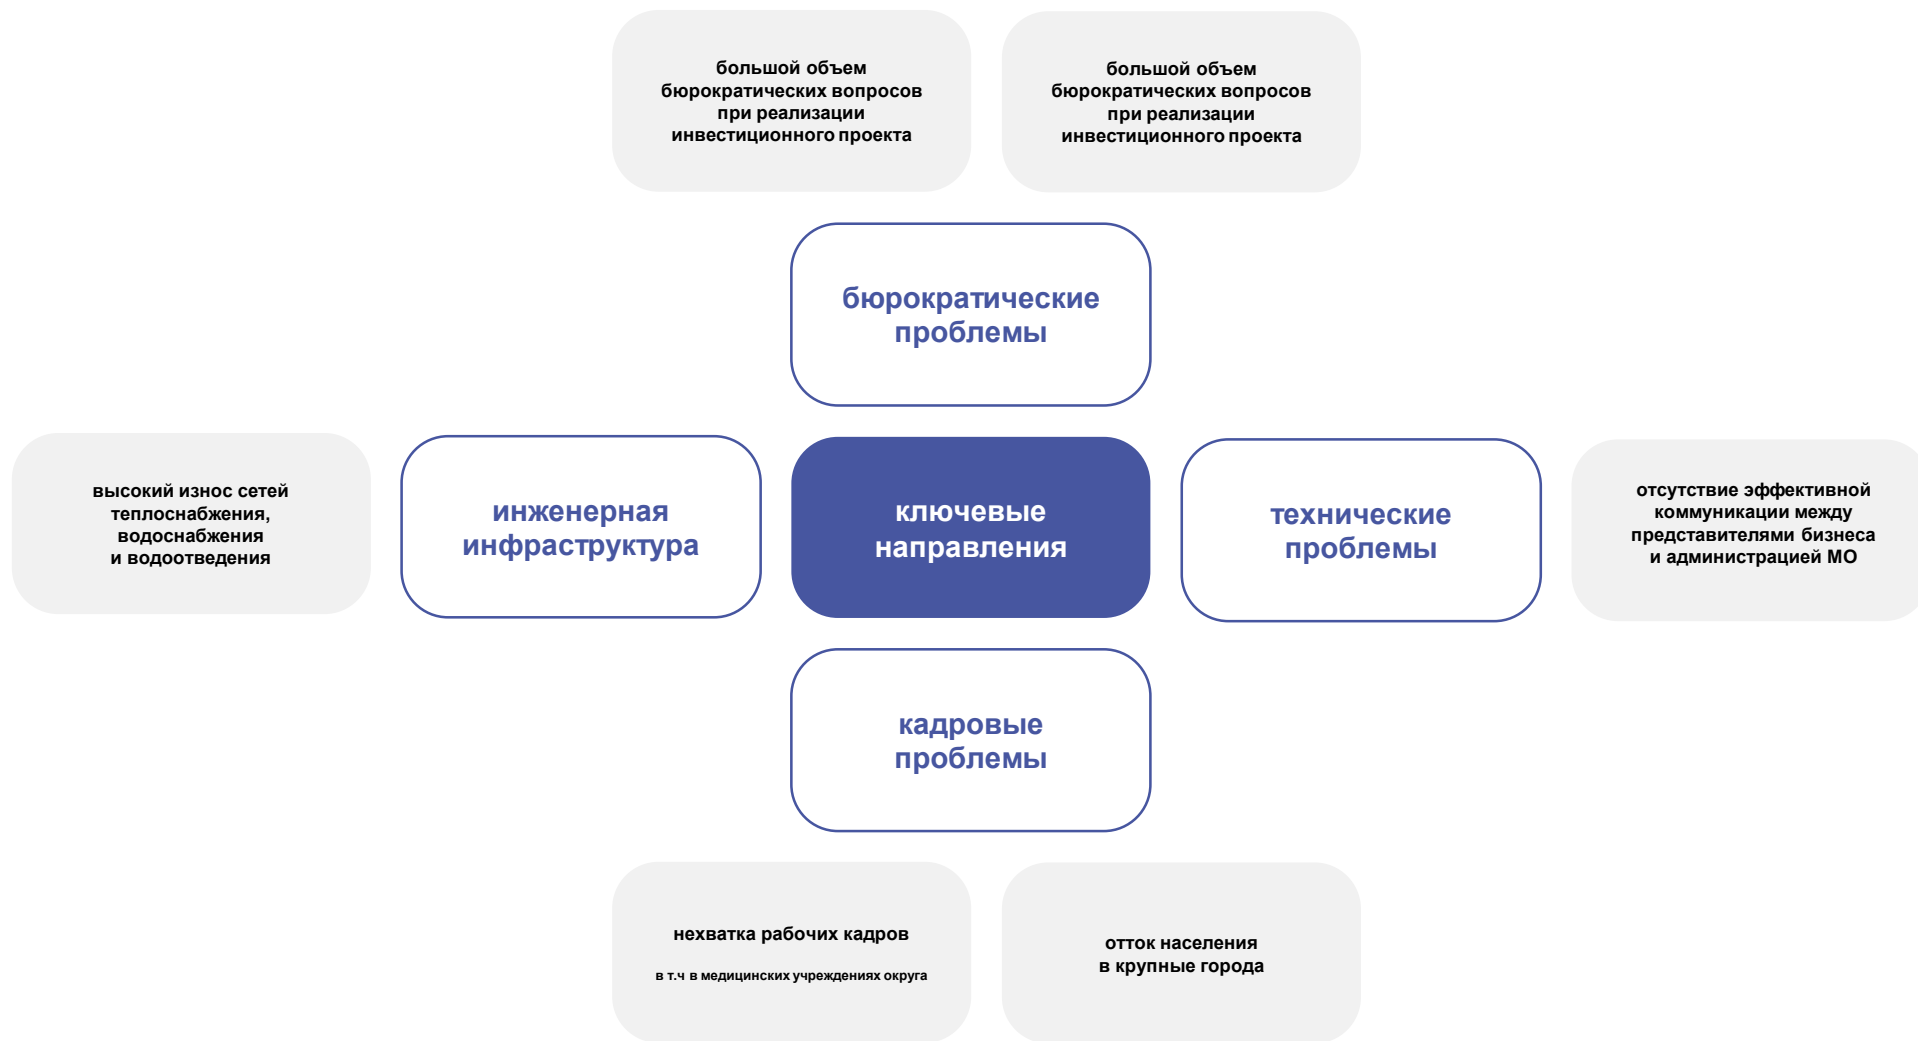 большой объем
бюрократических вопросов
при реализации
инвестиционного проекта
большой объем
бюрократических вопросов
при реализации
инвестиционного проекта
бюрократические
проблемы
высокий износ сетей
теплоснабжения,
водоснабжения
и водоотведения
инженерная
инфраструктура
ключевые
направления
технические
проблемы
отсутствие эффективной
коммуникации между
представителями бизнеса
и администрацией МО
кадровые
проблемы
нехватка рабочих кадров
в т.ч в медицинских учреждениях округа
отток населения
в крупные города